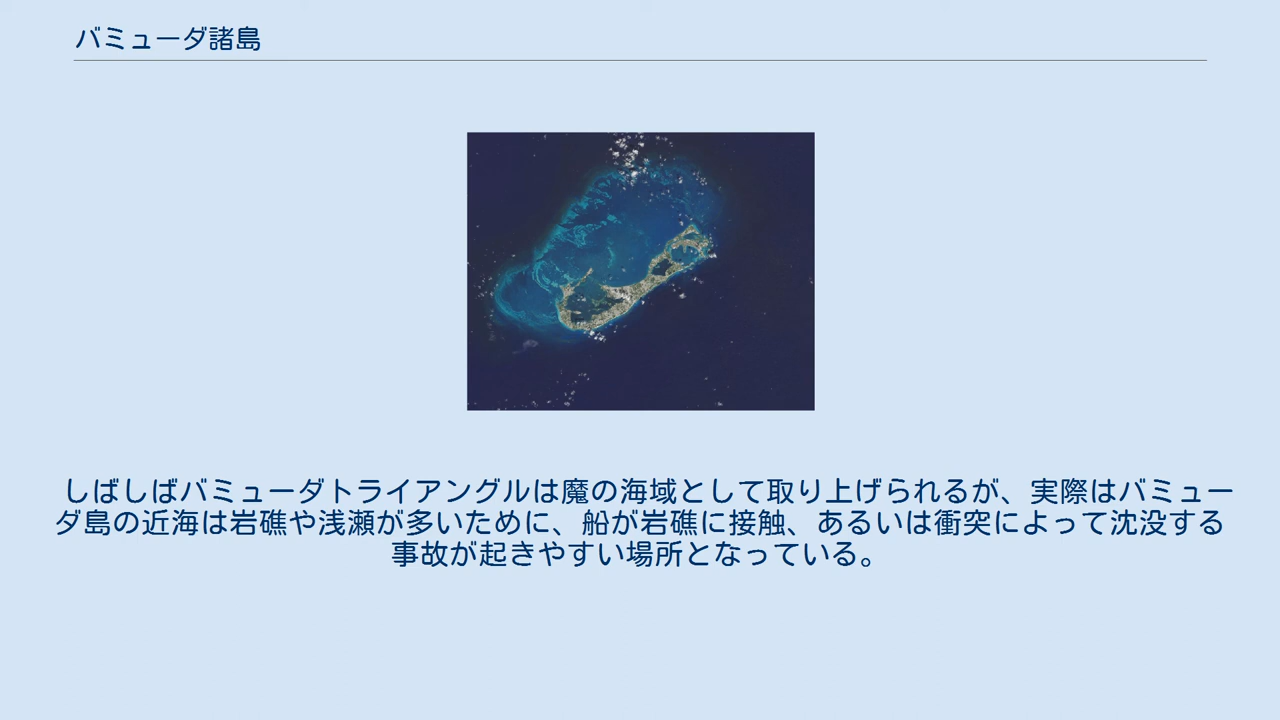 バミューダ諸島
しばしばバミューダトライアングルは魔の海域として取り上げられるが、実際はバミュー
ダ島の近海は岩礁や浅瀬が多いために、船が岩礁に接触、あるいは衝突によって沈没する
事故が起きやすい場所となっている。